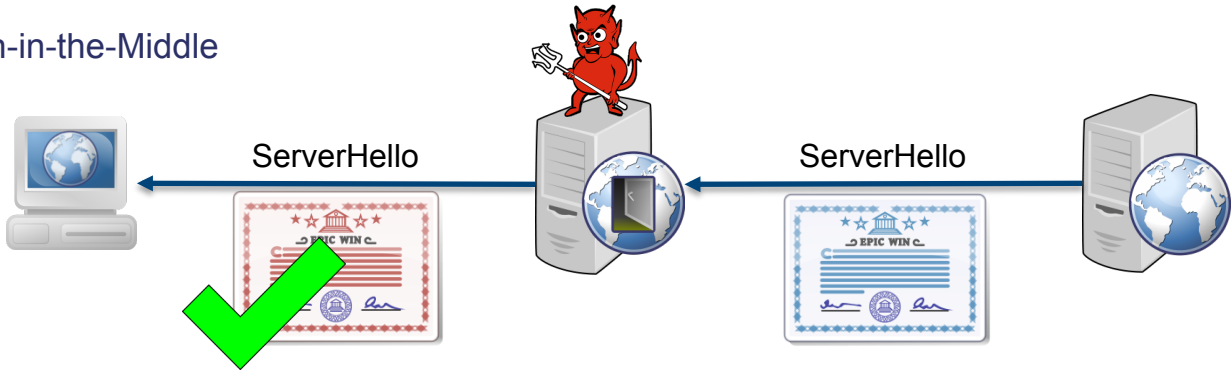 n-in-the-Middle
ServerHello
ServerHello
EPIC WIN
EPIC WIN